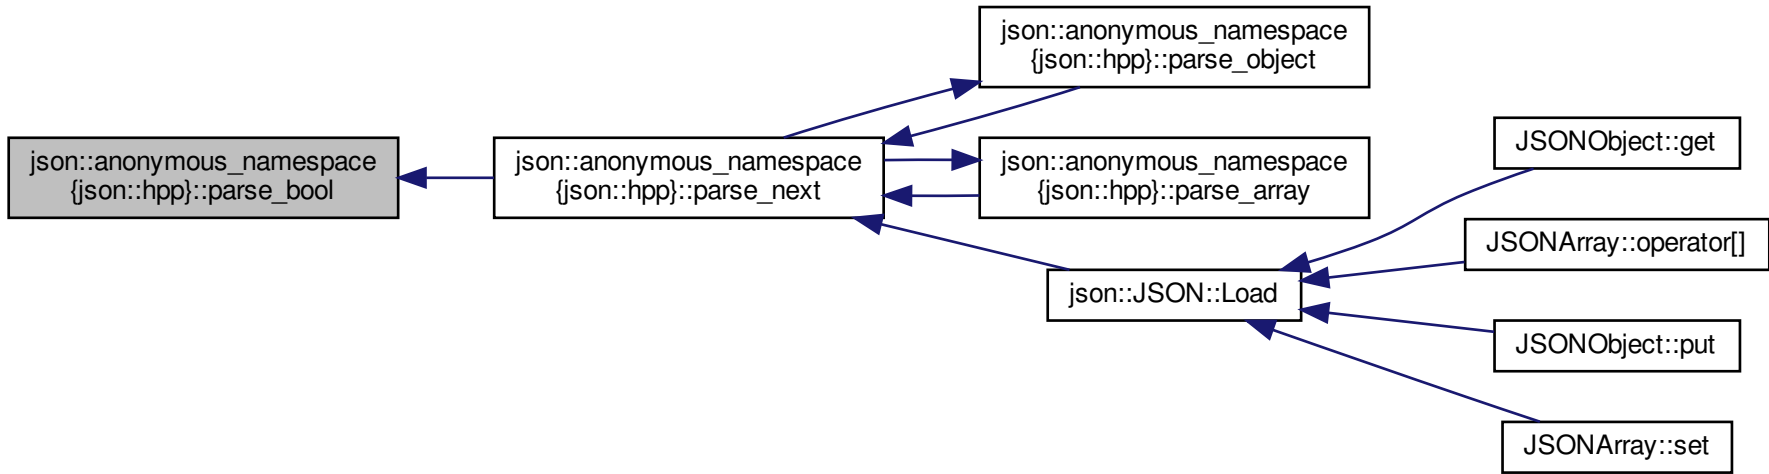 json::anonymous_namespace
{json::hpp}::parse_bool
json::anonymous_namespace
{json::hpp}::parse_next
json::anonymous_namespace
{json::hpp}::parse_object
json::anonymous_namespace
{json::hpp}::parse_array
json::JSON::Load
JSONObject::get
JSONArray::operator[]
JSONObject::put
JSONArray::set